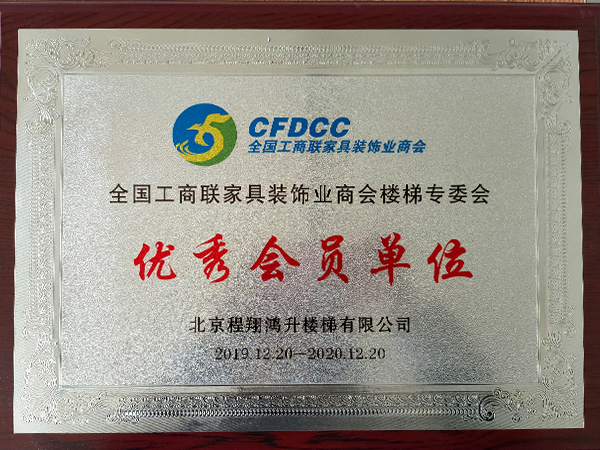 CFDCC
全国工商联家具装饰业商会
全国工商联家具装饰业商会楼梯专委会
优秀会员单位
北京程翔鸿升楼梯有限公司
2019.12.20—2020.12.20